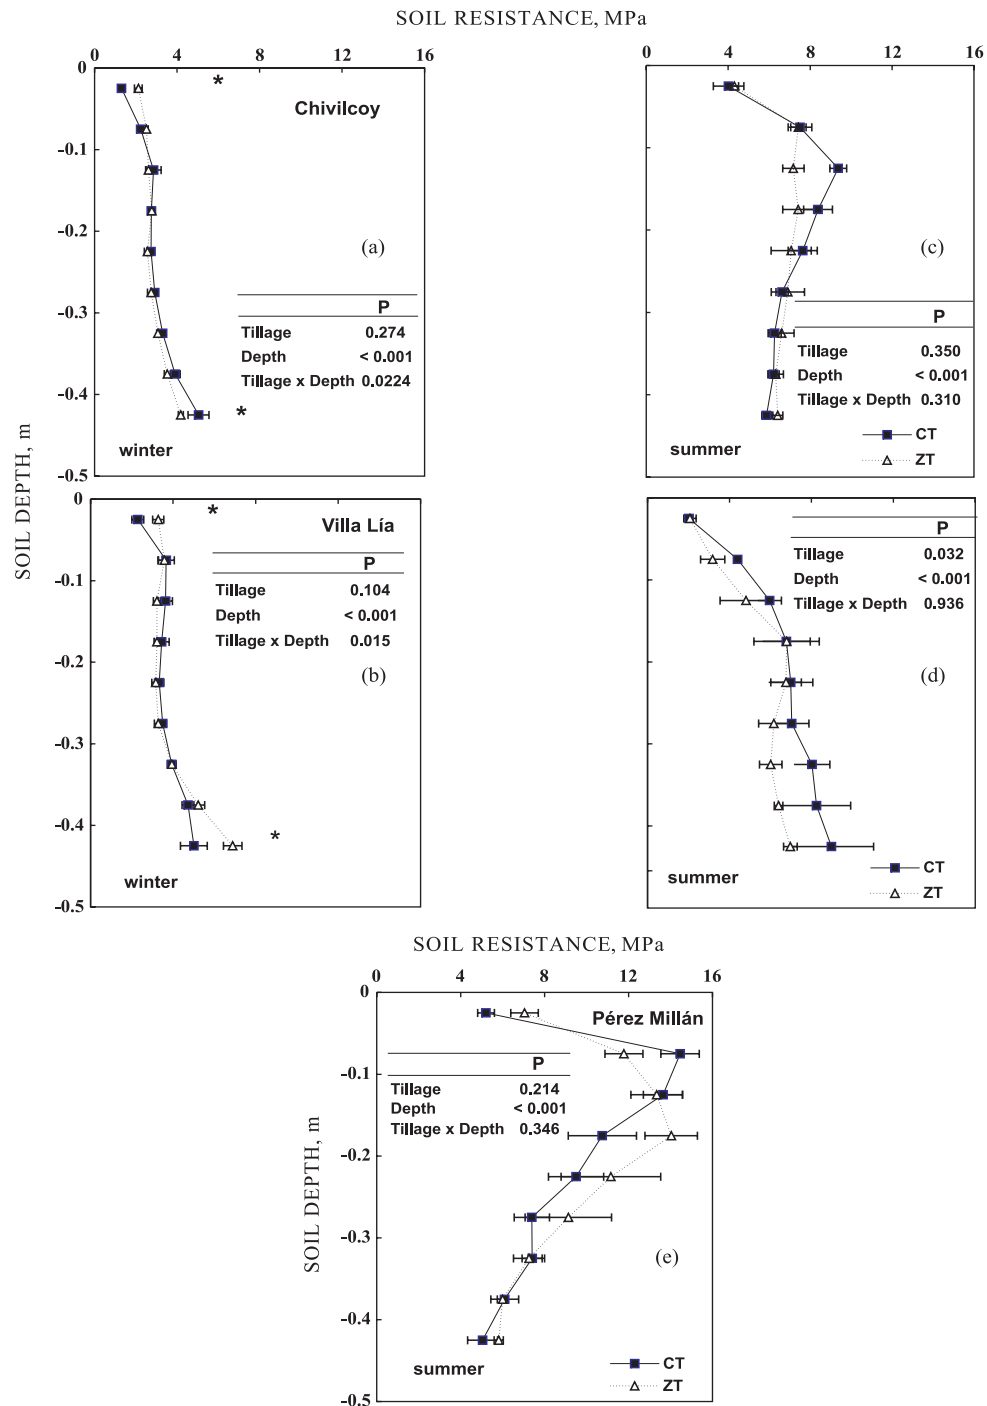 SOIL RESISTANCE, MPa
0 4 8 12 16
0 4 8 12 16
0
-0.1
-0.2
-0.3
-0.4
-0.5
SOIL DEPTH, m
*
Chivilcoy
(a)
P
Tillage 0.274
Depth < 0.001
Tillage x Depth 0.0224
*
winter
(c)
P
Tillage 0.350
Depth < 0.001
Tillage x Depth 0.310
CT
ZT
summer
0
-0.1
-0.2
-0.3
-0.4
-0.5
*
Villa Lía
P
Tillage 0.104
Depth < 0.001
Tillage x Depth 0.015
(b)
*
winter
P
Tillage 0.032
Depth < 0.001
Tillage x Depth 0.936
(d)
CT
ZT
summer
SOIL RESISTANCE, MPa
0 4 8 12 16
0
-0.1
-0.2
-0.3
-0.4
-0.5
SOIL DEPTH, m
Pérez Millán
P
Tillage 0.214
Depth < 0.001
Tillage x Depth 0.346
(e)
summer
CT
ZT